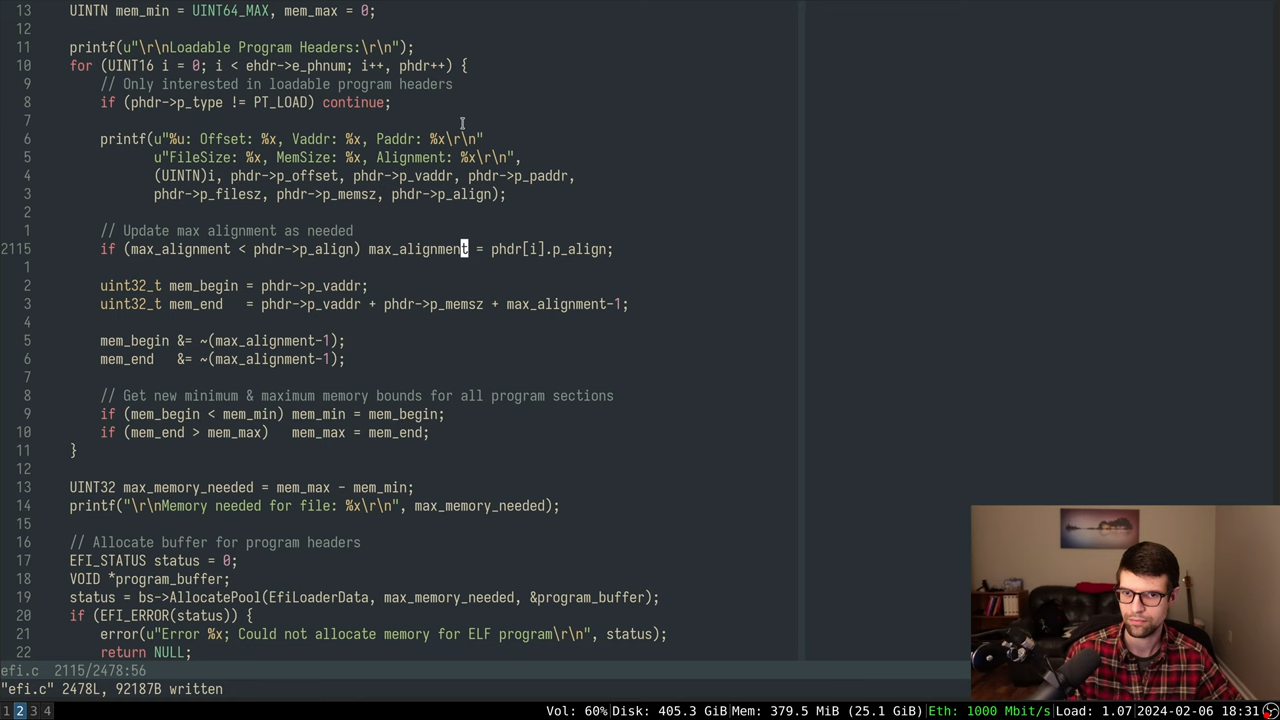 13 UINTN mem_min = UINT64_MAX, mem_max = 0;
12
11 printf(u"\r\nLoadable Program Headers:\r\n");
10 for (UINT16 i = 0; i < ehdr->e_phnum; i++, phdr++) {
9 // Only interested in loadable program headers
8 if (phdr->p_type != PT_LOAD) continue;
7
6 printf(u"%u: Offset: %x, Vaddr: %x, Paddr: %x\r\n"
5 u"FileSize: %x, MemSize: %x, Alignment: %x\r\n",
4 (UINTN)i, phdr->p_offset, phdr->p_vaddr, phdr->p_paddr,
3 phdr->p_filesz, phdr->p_memsz, phdr->p_align);
2
1 // Update max alignment as needed
2115 if (max_alignment < phdr->p_align) max_alignment = phdr[i].p_align;
1
2 uint32_t mem_begin = phdr->p_vaddr;
3 uint32_t mem_end = phdr->p_vaddr + phdr->p_memsz + max_alignment-1;
4
5 mem_begin &= ~(max_alignment-1);
6 mem_end &= ~(max_alignment-1);
7
8 // Get new minimum & maximum memory bounds for all program sections
9 if (mem_begin < mem_min) mem_min = mem_begin;
10 if (mem_end > mem_max) mem_max = mem_end;
11 }
12
13 UINT32 max_memory_needed = mem_max - mem_min;
14 printf("\r\nMemory needed for file: %x\r\n", max_memory_needed);
15
16 // Allocate buffer for program headers
17 EFI_STATUS status = 0;
18 VOID *program_buffer;
19 status = bs->AllocatePool(EfiLoaderData, max_memory_needed, &program_buffer);
20 if (EFI_ERROR(status)) {
21 error(u"Error %x; Could not allocate memory for ELF program\r\n", status);
22 return NULL;
efi.c 2115/2478:56
"efi.c" 2478L, 92187B written
1 2 3 4 Vol: 60% Disk: 405.3 GiB Mem: 379.5 MiB (25.1 GiB) Eth: 1000 Mbit/s Load: 1.07 2024-02-06 18:31